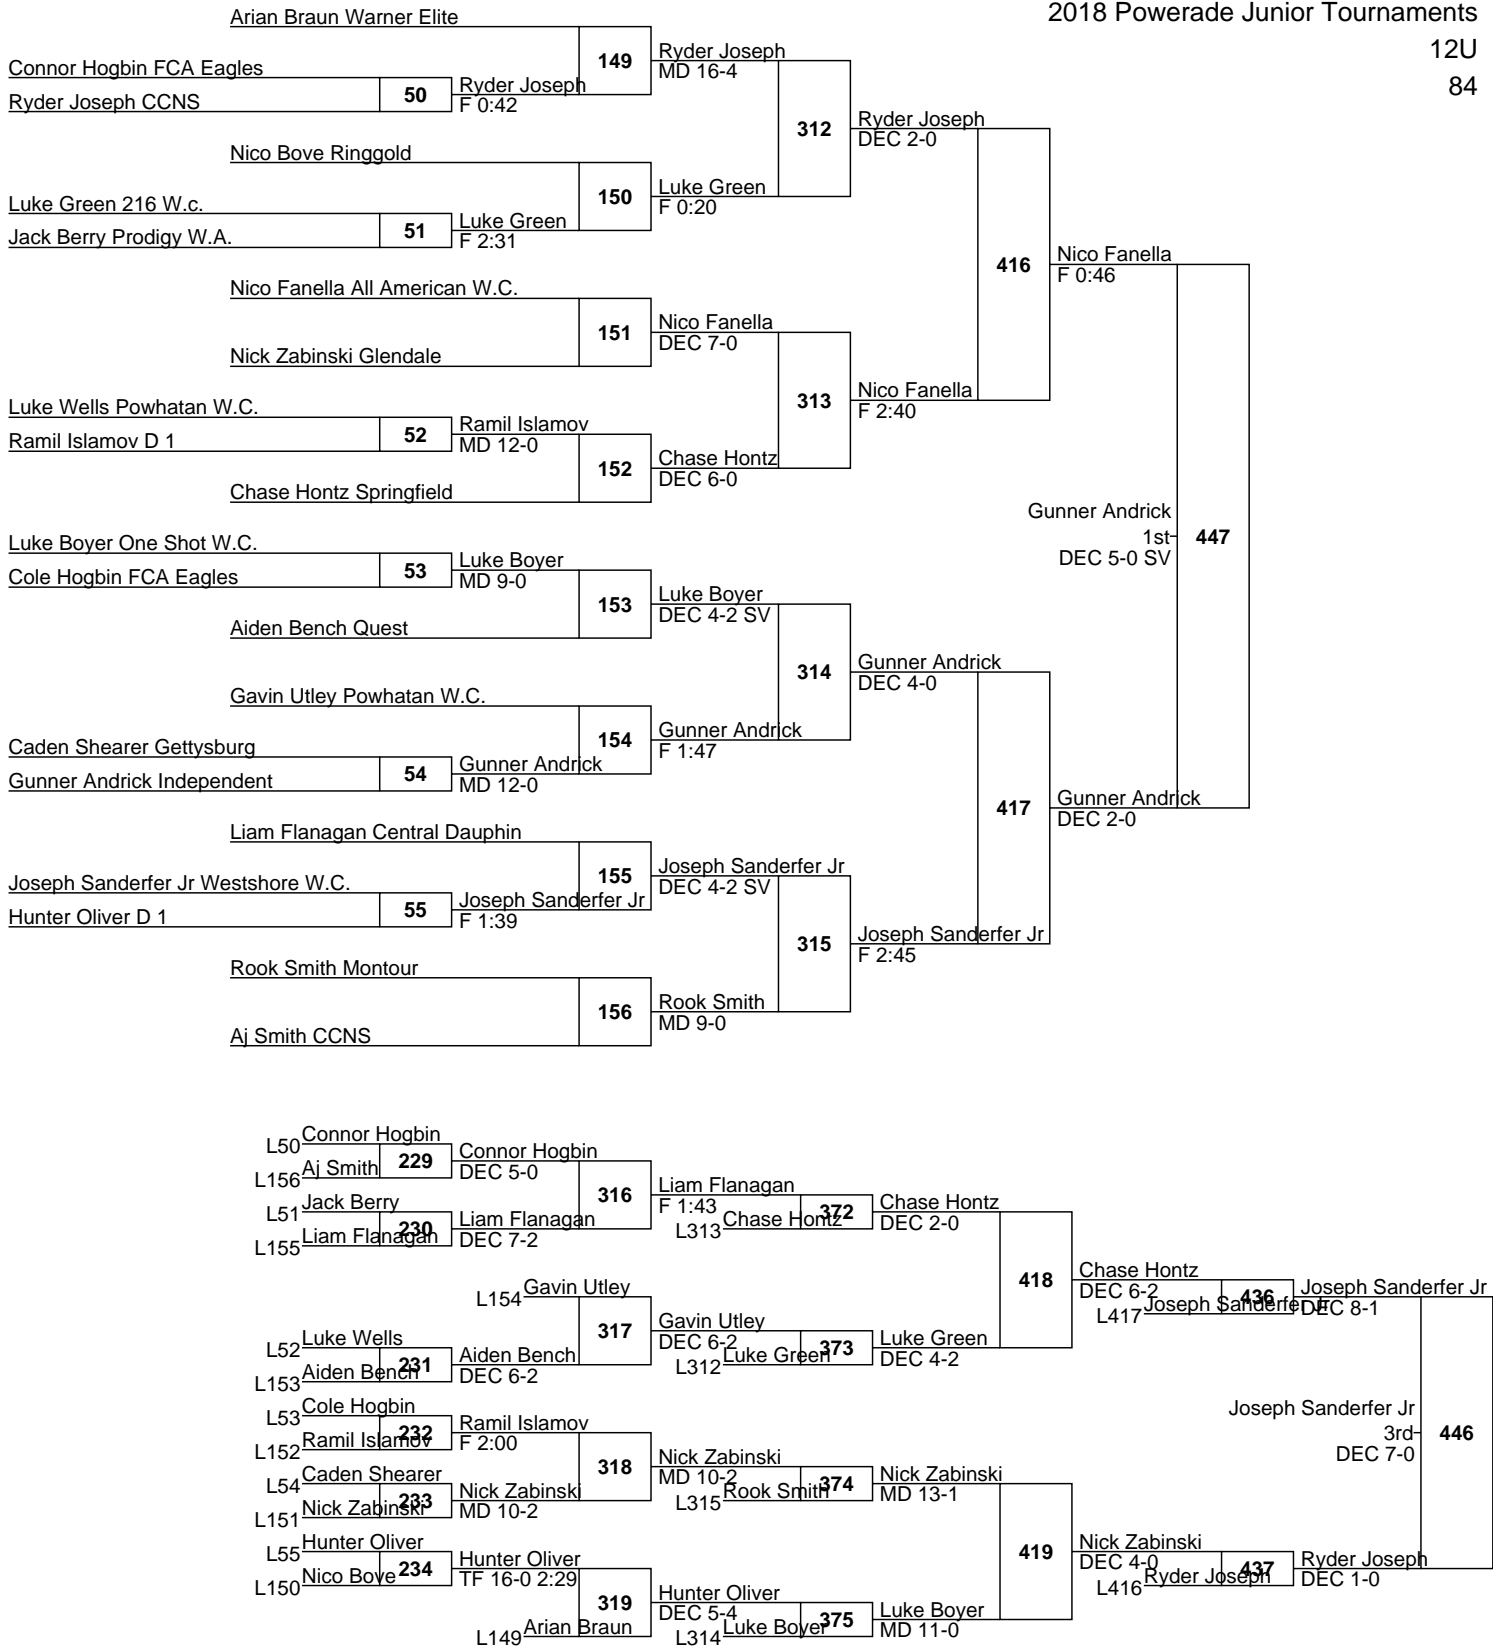 2018 Powerade Junior Tournaments
12U
84
Arian Braun Warner Elite
Connor Hogbin FCA Eagles
Ryder Joseph CCNS
50
Ryder Joseph
F 0:42
149
Ryder Joseph
MD 16-4
Nico Bove Ringgold
Luke Green 216 W.c.
Jack Berry Prodigy W.A.
51
Luke Green
F 2:31
150
Luke Green
F 0:20
312
Ryder Joseph
DEC 2-0
Nico Fanella All American W.C.
Nick Zabinski Glendale
151
Nico Fanella
DEC 7-0
Luke Wells Powhatan W.C.
Ramil Islamov D 1
52
Ramil Islamov
MD 12-0
Chase Hontz Springfield
152
Chase Hontz
DEC 6-0
313
Nico Fanella
F 2:40
416
Nico Fanella
F 0:46
Luke Boyer One Shot W.C.
Cole Hogbin FCA Eagles
53
Luke Boyer
MD 9-0
Aiden Bench Quest
153
Luke Boyer
DEC 4-2 SV
Gavin Utley Powhatan W.C.
Caden Shearer Gettysburg
Gunner Andrick Independent
54
Gunner Andrick
MD 12-0
154
Gunner Andrick
F 1:47
314
Gunner Andrick
DEC 4-0
Liam Flanagan Central Dauphin
Joseph Sanderfer Jr Westshore W.C.
Hunter Oliver D 1
55
Joseph Sanderfer Jr
F 1:39
155
Joseph Sanderfer Jr
DEC 4-2 SV
Rook Smith Montour
Aj Smith CCNS
156
Rook Smith
MD 9-0
315
Joseph Sanderfer Jr
F 2:45
417
Gunner Andrick
DEC 2-0
Gunner Andrick
1st
DEC 5-0 SV
447
L50 Connor Hogbin
L156 Aj Smith
229
Connor Hogbin
DEC 5-0
L51 Jack Berry
L155 Liam Flanagan
230
Liam Flanagan
DEC 7-2
316
Liam Flanagan
F 1:43
L313 Chase Hontz
372
Chase Hontz
DEC 2-0
L154 Gavin Utley
L52 Luke Wells
L153 Aiden Bench
231
Aiden Bench
DEC 6-2
317
Gavin Utley
DEC 6-2
L312 Luke Green
373
Luke Green
DEC 4-2
418
Chase Hontz
DEC 6-2
L417 Joseph Sanderfer Jr
436
Joseph Sanderfer Jr
DEC 8-1
L53 Cole Hogbin
L152 Ramil Islamov
232
Ramil Islamov
F 2:00
L54 Caden Shearer
L151 Nick Zabinski
233
Nick Zabinski
MD 10-2
318
Nick Zabinski
MD 10-2
L315 Rook Smith
374
Nick Zabinski
MD 13-1
L55 Hunter Oliver
L150 Nico Bove
234
Hunter Oliver
TF 16-0 2:29
L149 Arian Braun
319
Hunter Oliver
DEC 5-4
L314 Luke Boyer
375
Luke Boyer
MD 11-0
419
Nick Zabinski
DEC 4-0
L416 Ryder Joseph
437
Ryder Joseph
DEC 1-0
Joseph Sanderfer Jr
3rd
DEC 7-0
446